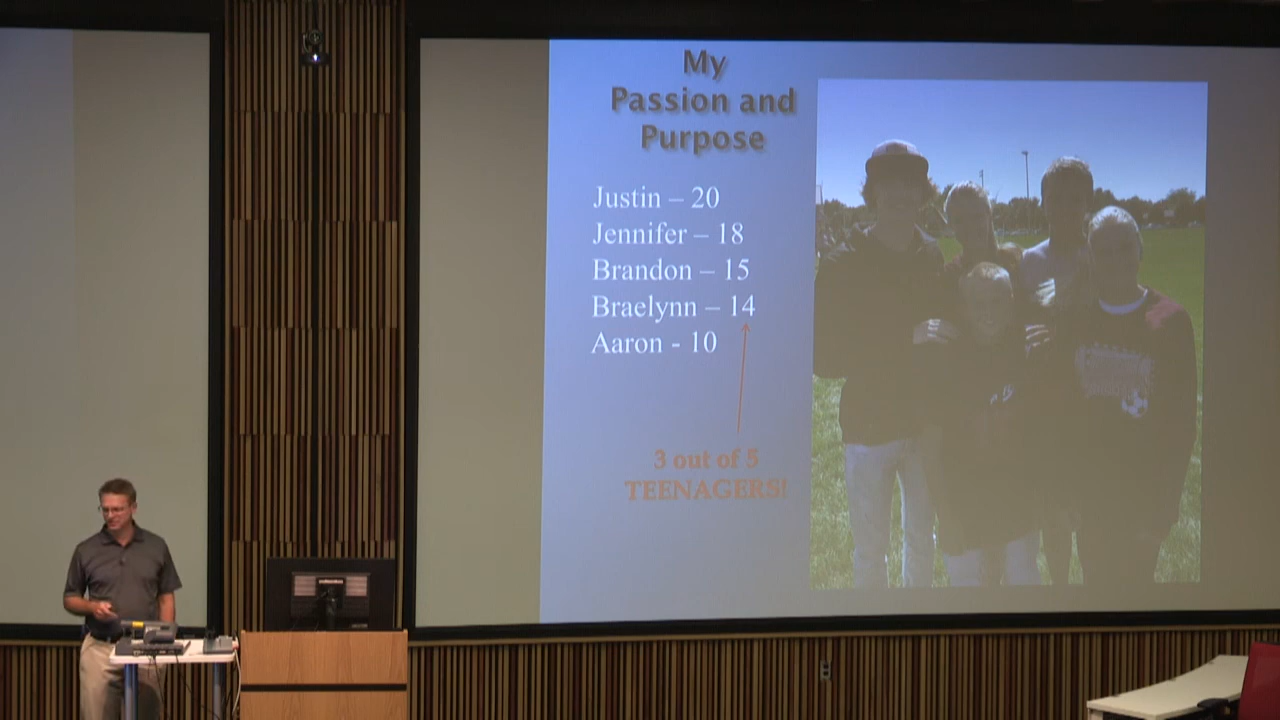 My
Passion and
Purpose
Justin – 20
Jennifer – 18
Brandon – 15
Braelynn – 14
Aaron - 10
3 out of 5
TEENAGERS!